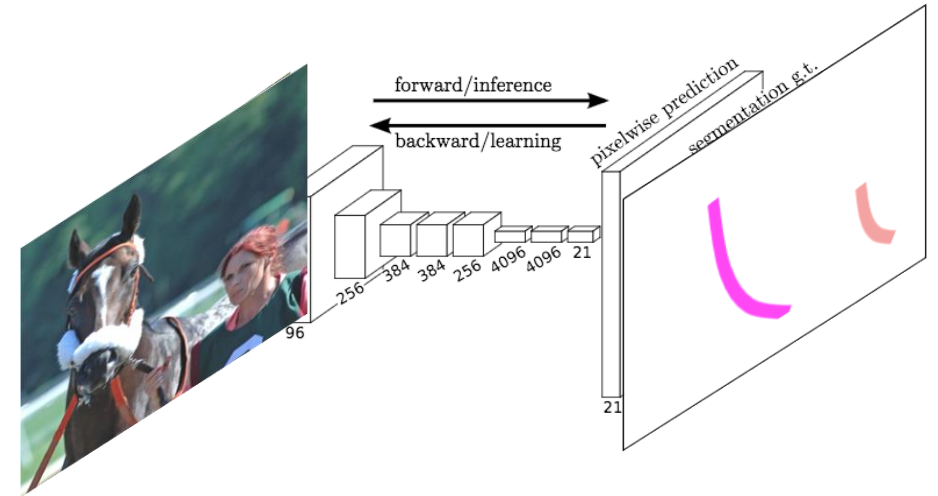 forward/inference
backward/learning
pixelwise prediction
segmentation g.t.
96
256
384
384
256
4096
4096
21
21